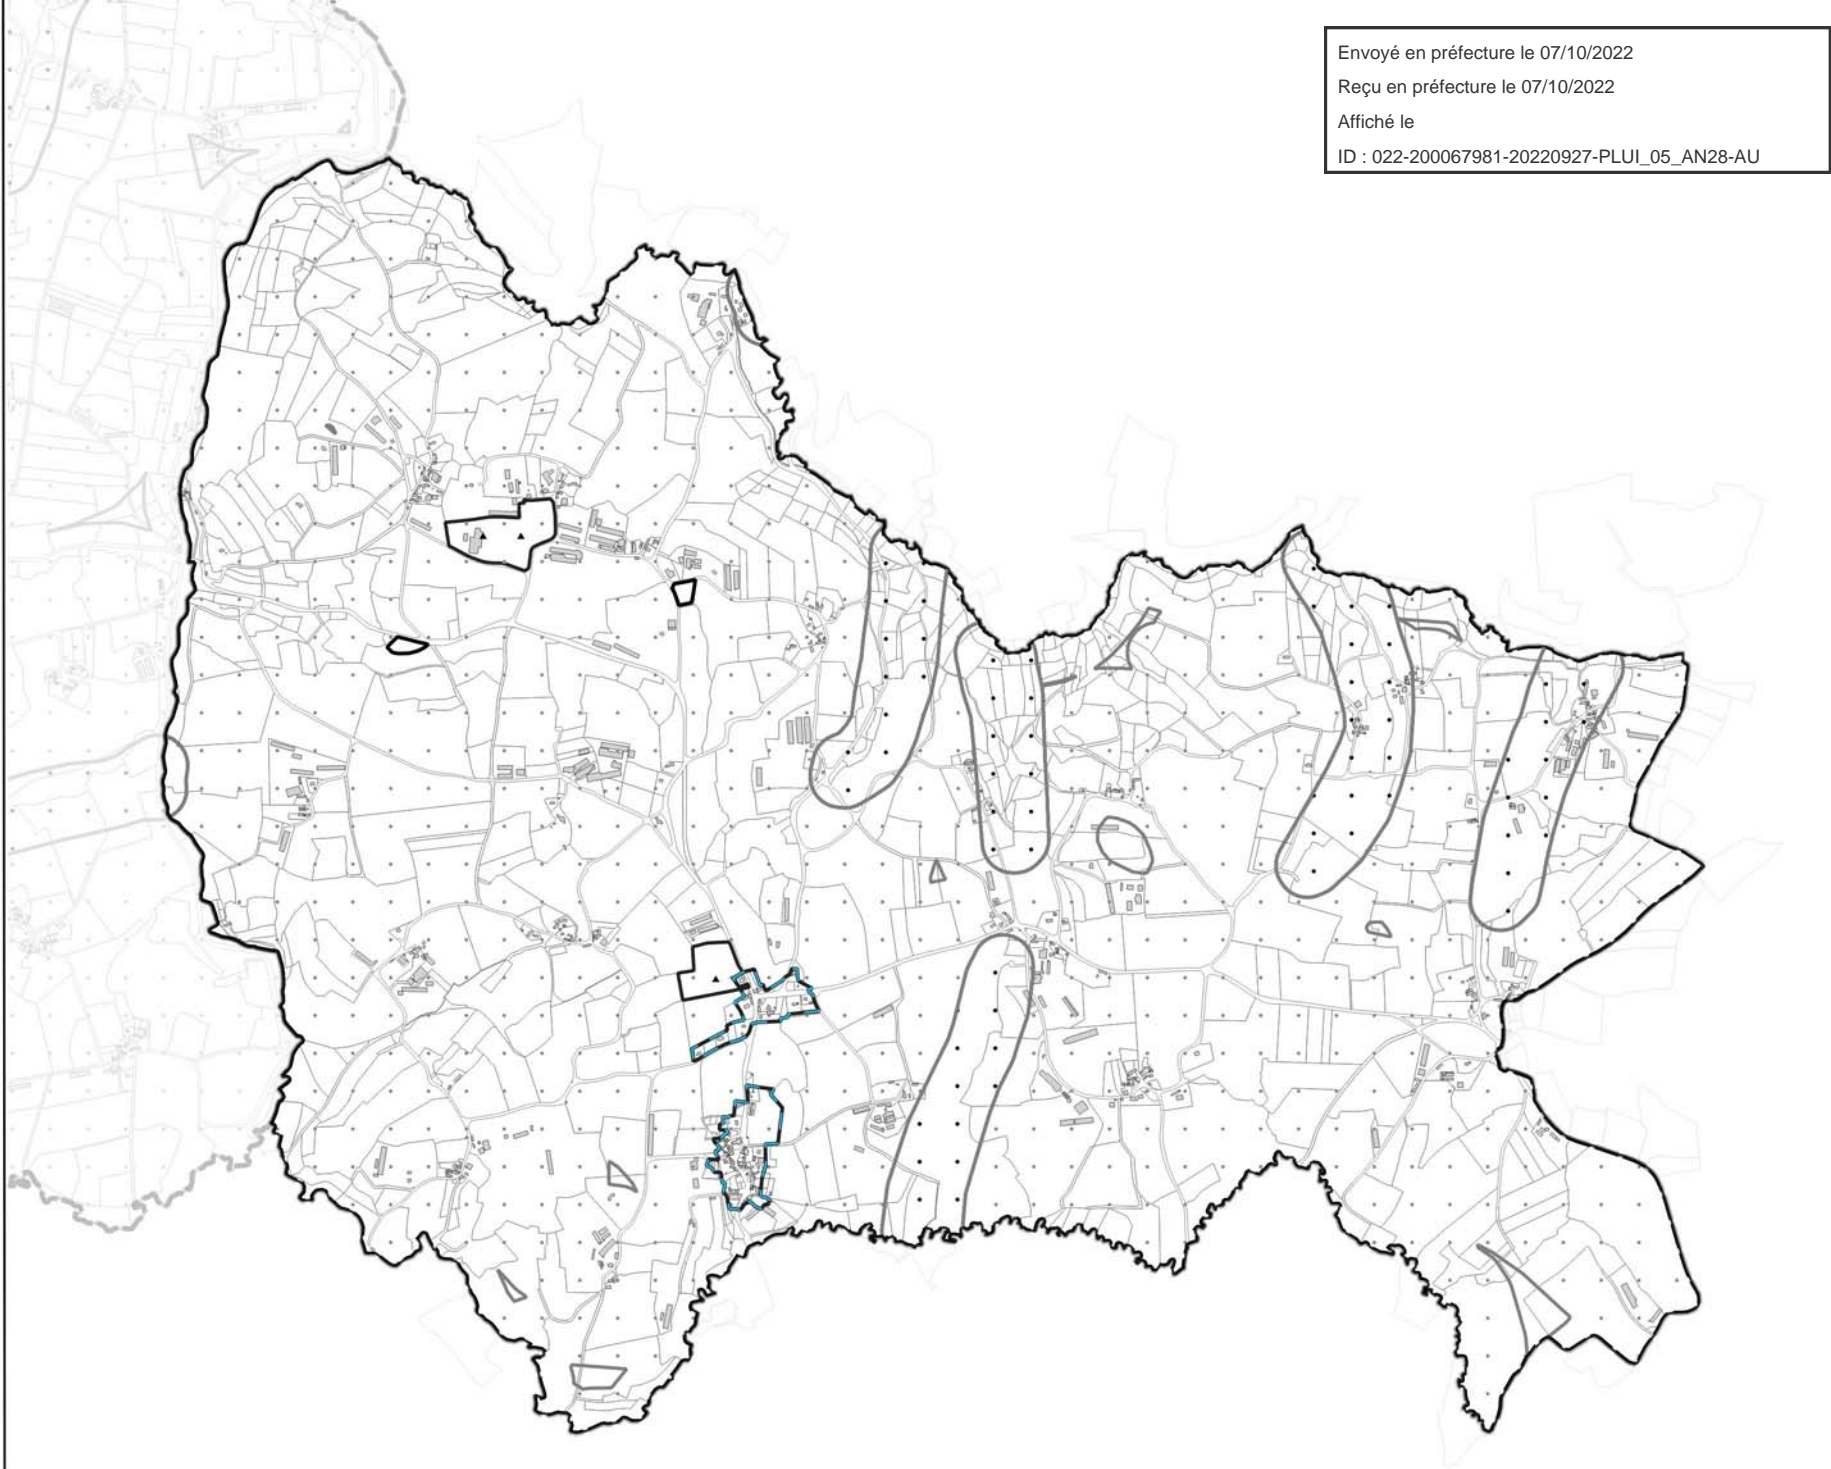 Envoyé en préfecture le 07/10/2022
Reçu en préfecture le 07/10/2022
Affiché le
ID : 022-200067981-20220927-PLUI_05_AN28-AU